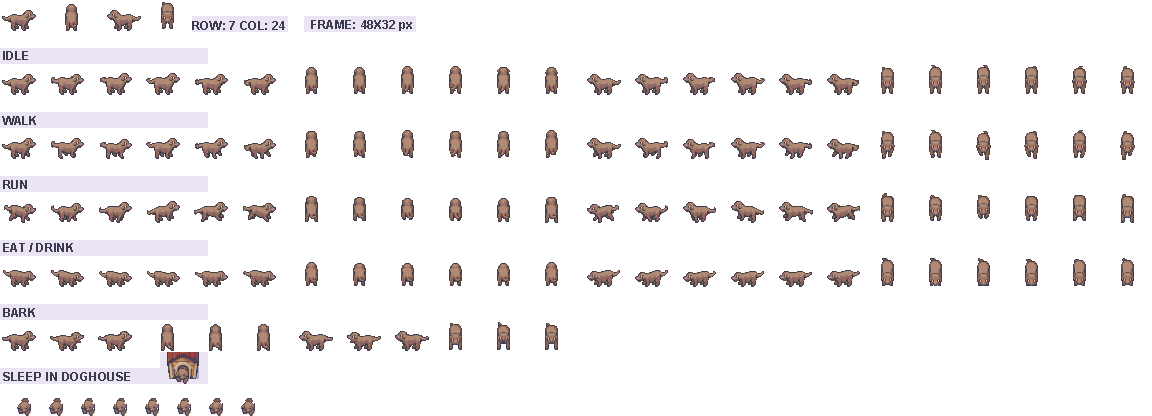 ROW: 7 COL: 24 FRAME: 48X32 px
IDLE
WALK
RUN
EAT / DRINK
BARK
SLEEP IN DOGHOUSE